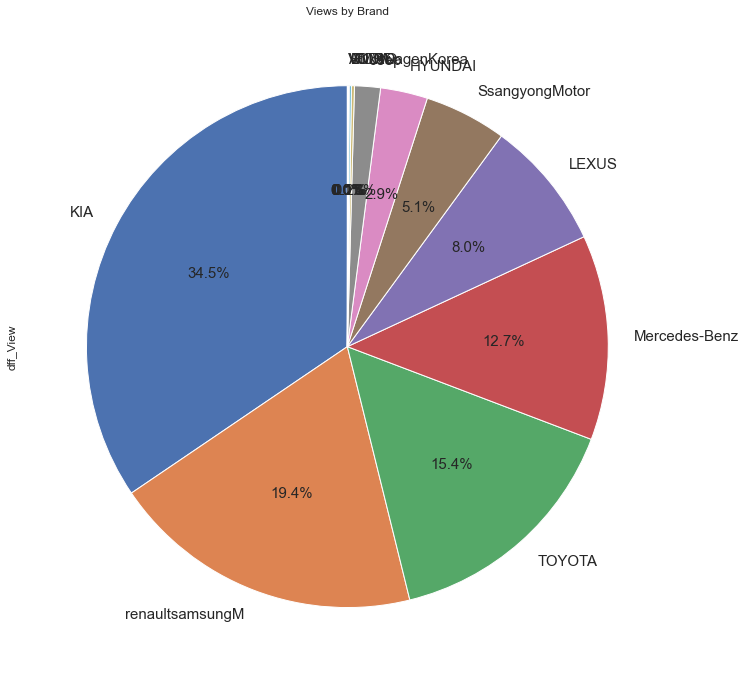 Views by Brand
HYUNDAI
SsangyongMotor
LEXUS
KIA
2.9%
5.1%
8.0%
34.5%
Mercedes-Benz
12.7%
dff_View
15.4%
19.4%
TOYOTA
renaultsamsungM